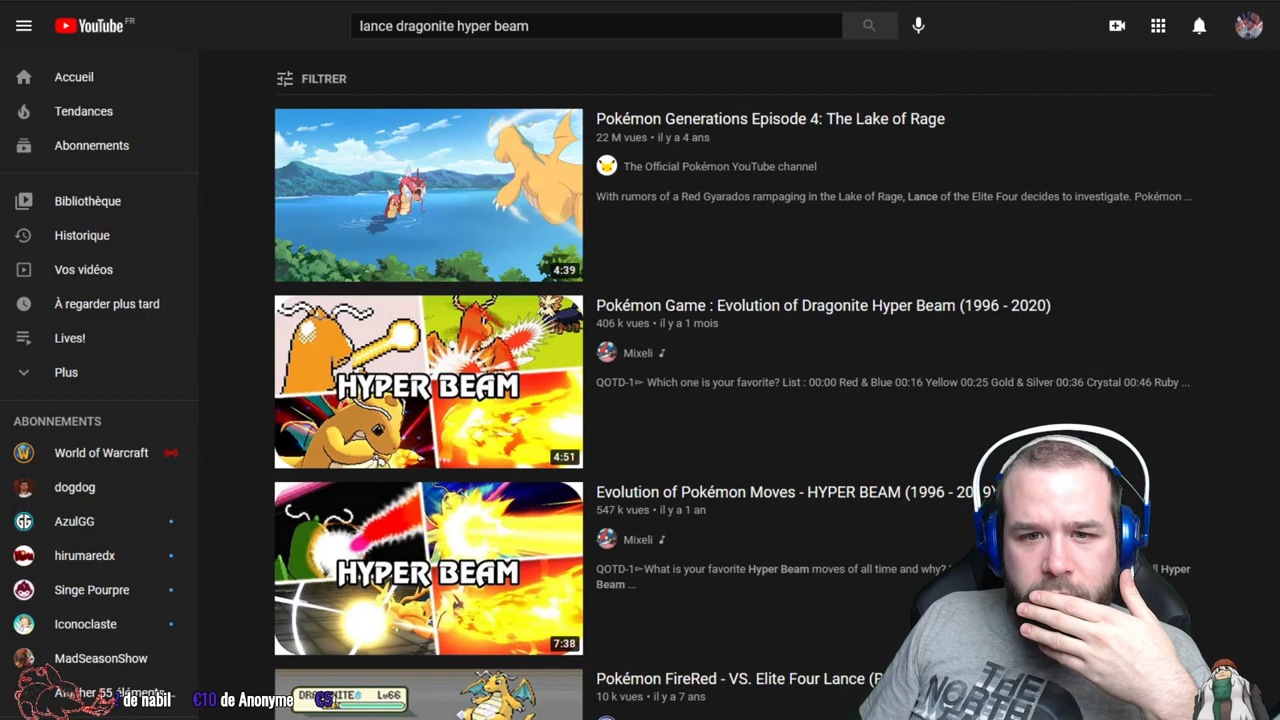 YouTube FR
lance dragonite hyper beam
Accueil
Tendances
Abonnements
Bibliothèque
Historique
Vos vidéos
À regarder plus tard
Lives!
Plus
ABONNEMENTS
World of Warcraft
dogdog
AzulGG
hirumaredx
Singe Pourpre
Iconoclaste
MadSeasonShow
FILTRER
4:39
Pokémon Generations Episode 4: The Lake of Rage
22 M vues • il y a 4 ans
The Official Pokémon YouTube channel
With rumors of a Red Gyarados rampaging in the Lake of Rage, Lance of the Elite Four decides to investigate. Pokémon ...
HYPER BEAM
4:51
Pokémon Game : Evolution of Dragonite Hyper Beam (1996 - 2020)
406 k vues • il y a 1 mois
Mixeli
QOTD-1 Which one is your favorite? List : 00:00 Red & Blue 00:16 Yellow 00:25 Gold & Silver 00:36 Crystal 00:46 Ruby ...
HYPER BEAM
7:38
Evolution of Pokémon Moves - HYPER BEAM (1996 -
547 k vues • il y a 1 an
Mixeli
QOTD-1 What is your favorite Hyper Beam moves of all time and why?
Hyper
Beam ...
Lv66
Pokémon FireRed - VS. Elite Four Lance
10 k vues • il y a 7 ans
THE
NORTH
de nabil €10 de Anonyme €5